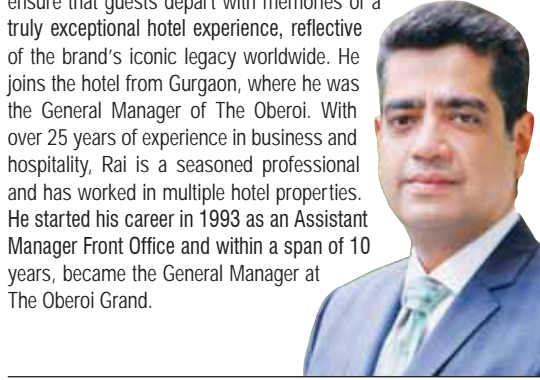 ensure that guests depart with memories of a
truly exceptional hotel experience, reflective
of the brand's iconic legacy worldwide. He
joins the hotel from Gurgaon, where he was
the General Manager of The Oberoi. With
over 25 years of experience in business and
hospitality, Rai is a seasoned professional
and has worked in multiple hotel properties.
He started his career in 1993 as an Assistant
Manager Front Office and within a span of 10
years, became the General Manager at
The Oberoi Grand.